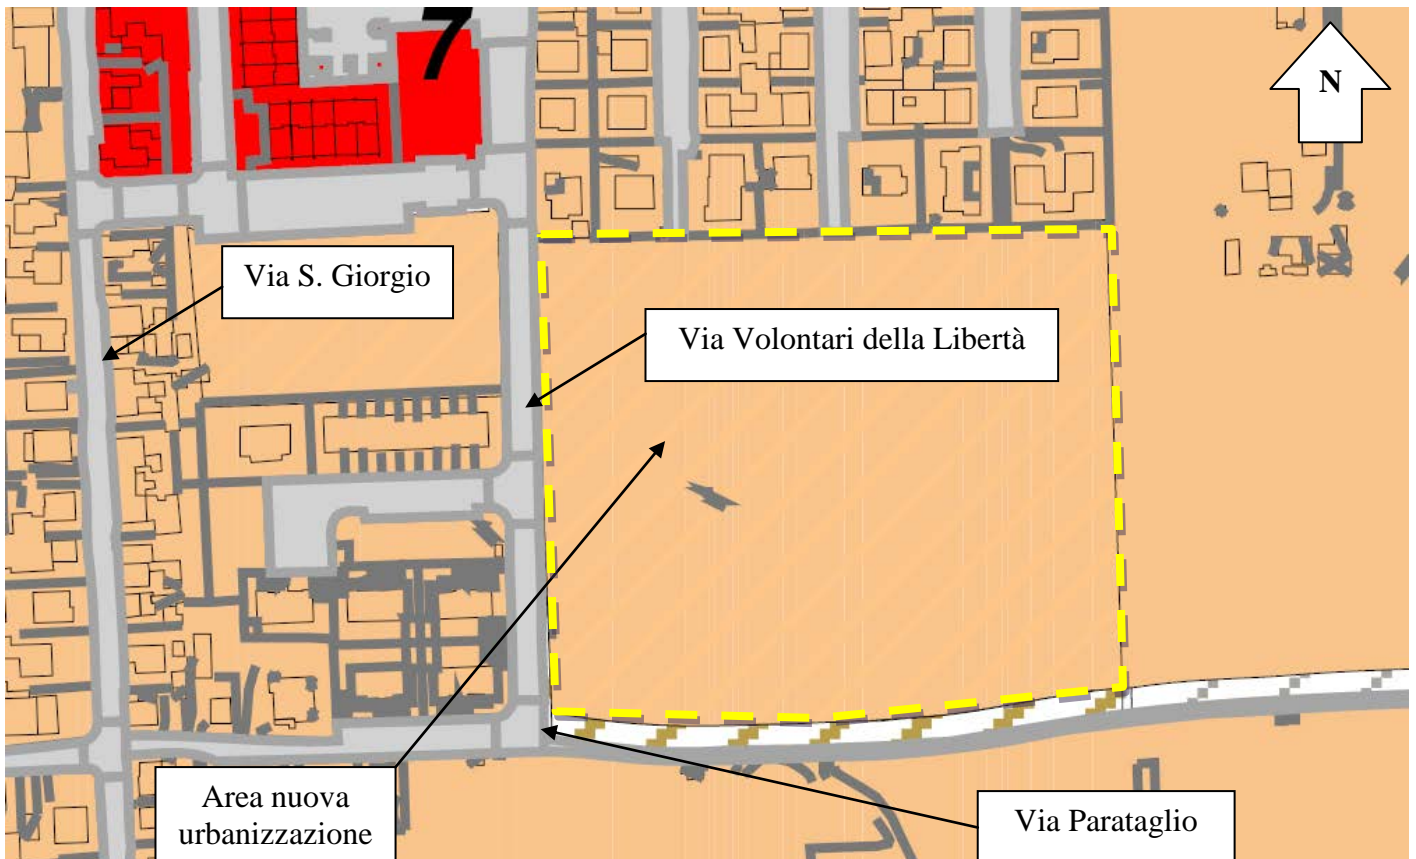 7
N
Via S. Giorgio
Via Volontari della Libertà
Area nuova
urbanizzazione
Via Parataglio